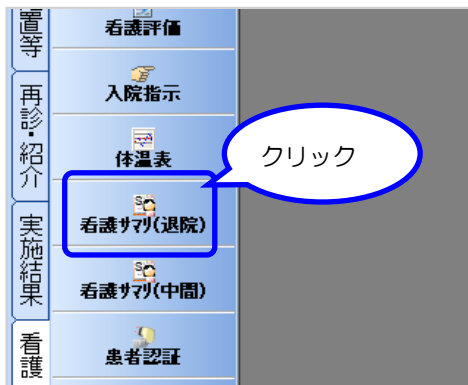 置等
看護評価
入院指示
再診・紹介
体温表
クリック
看護ｻﾏﾘ(退院)
実施結果
看護ｻﾏﾘ(中間)
看護
患者認証